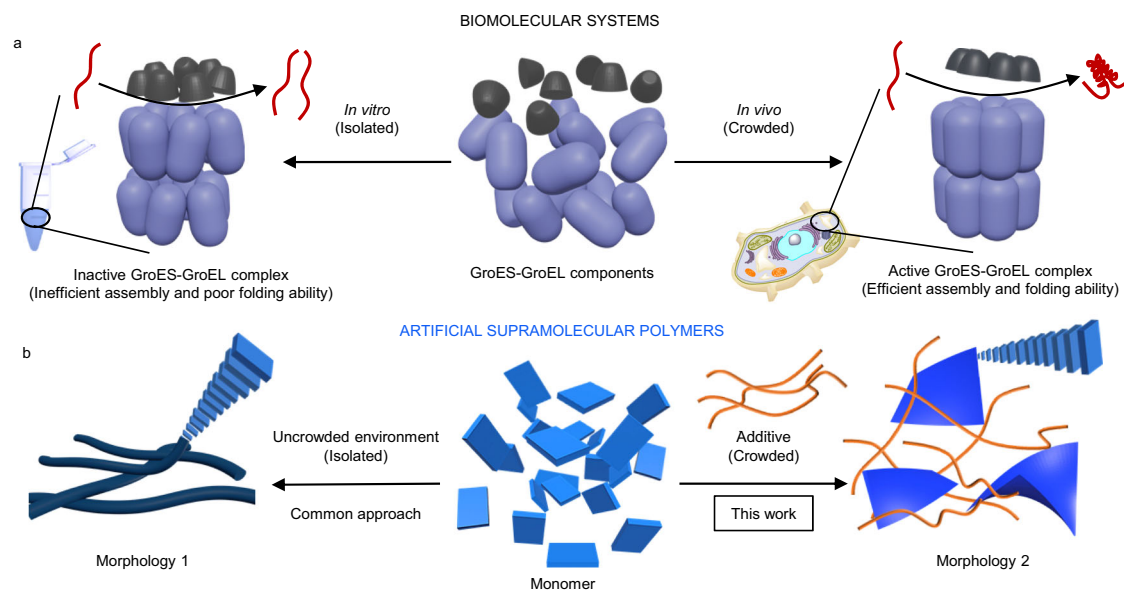 BIOMOLECULAR SYSTEMS
a
In vitro
(Isolated)
In vivo
(Crowded)
Inactive GroES-GroEL complex
(Inefficient assembly and poor folding ability)
GroES-GroEL components
Active GroES-GroEL complex
(Efficient assembly and folding ability)
ARTIFICIAL SUPRAMOLECULAR POLYMERS
b
Uncrowded environment
(Isolated)
Common approach
Additive
(Crowded)
This work
Morphology 1
Monomer
Morphology 2